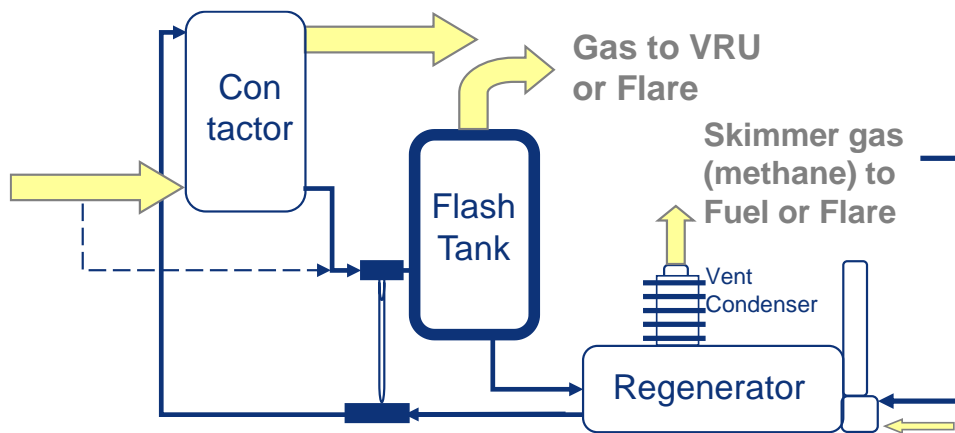 Con
tactor
Gas to VRU
or Flare
Skimmer gas
(methane) to
Fuel or Flare
Flash
Tank
Vent
Condenser
Regenerator